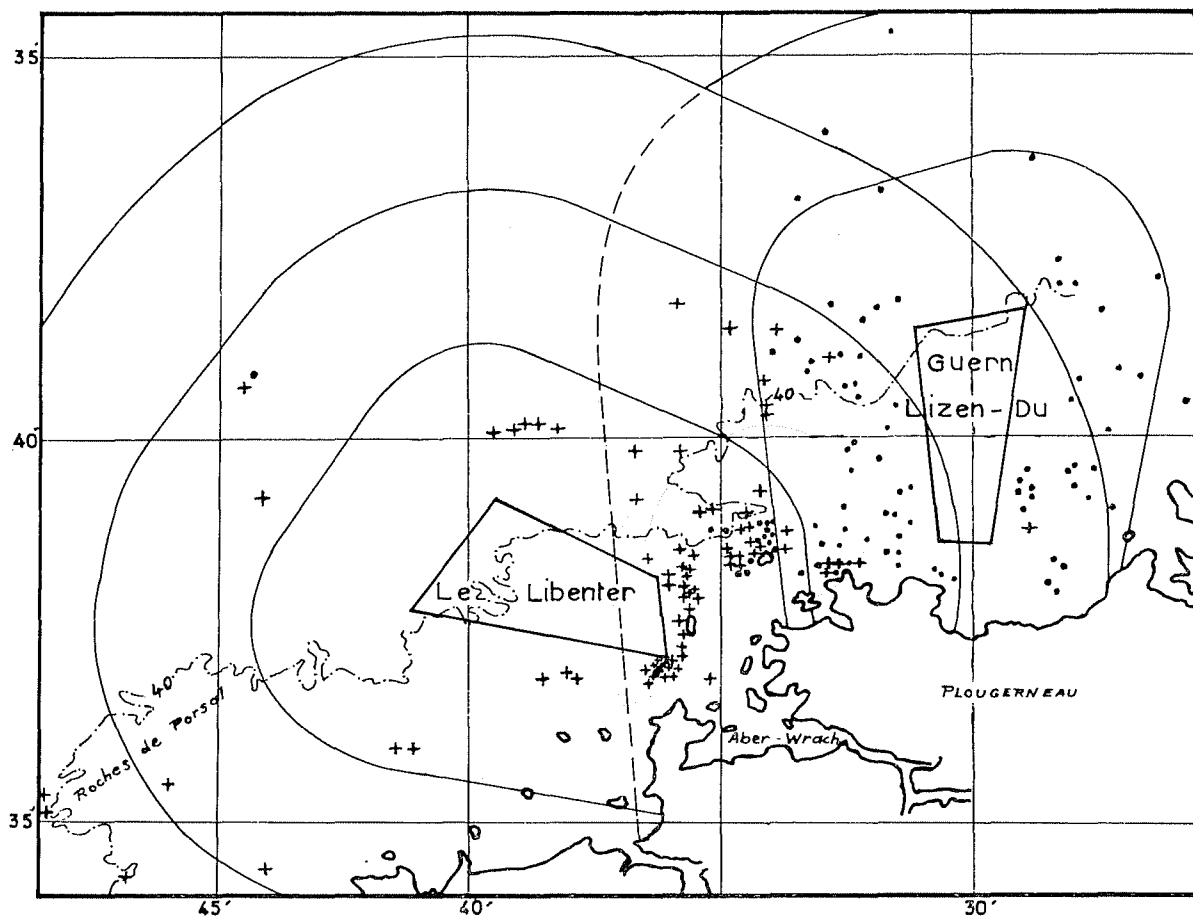 35′
Guern
Lizen-Du
40
40′
Lez Libenter
40
Roches de Porsal
PLOUGERNEAU
Aber-Wrach
35′
45′
40′
30′